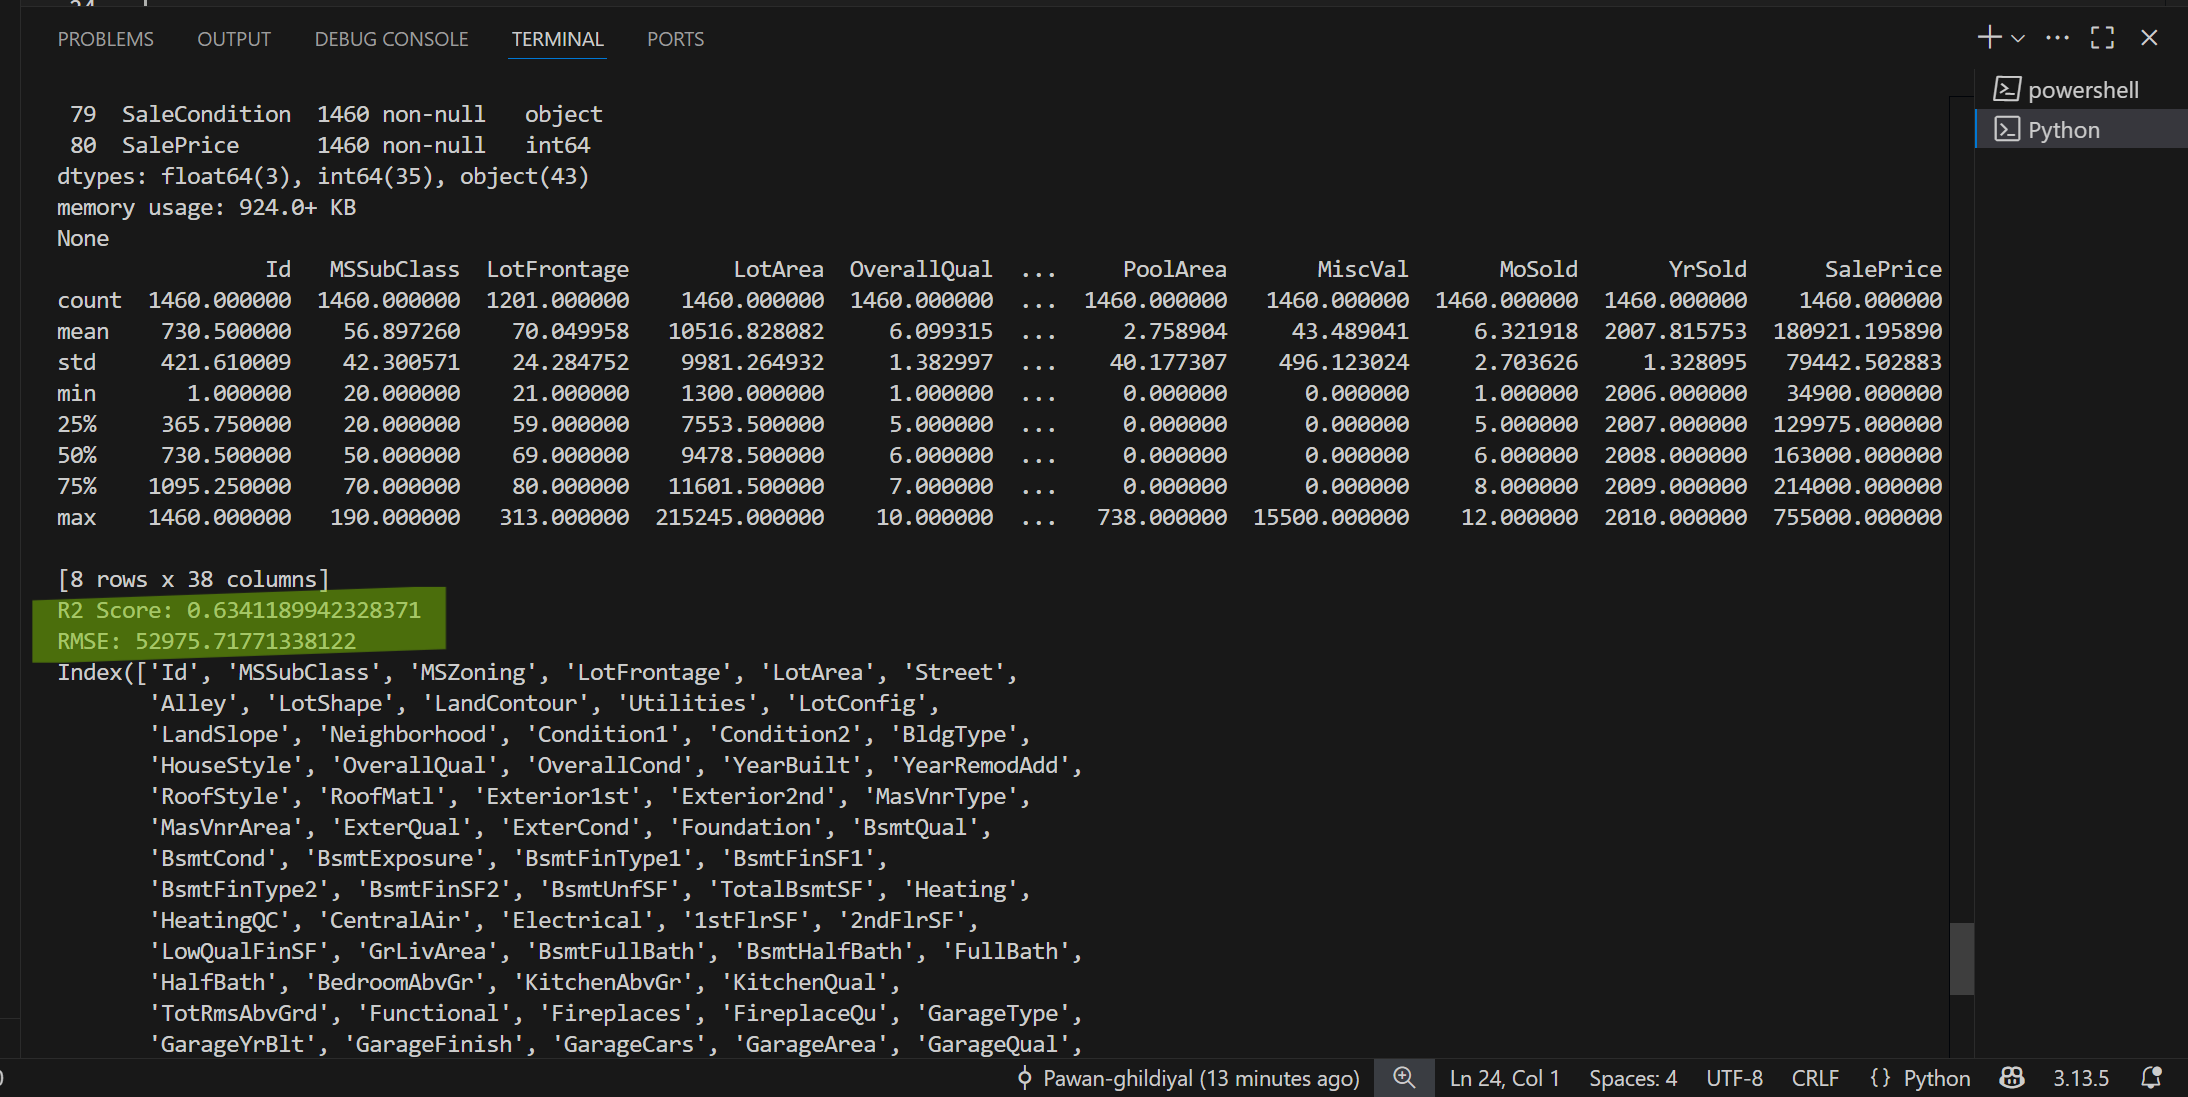 PROBLEMS OUTPUT DEBUG CONSOLE TERMINAL PORTS
powershell
Python
79 SaleCondition 1460 non-null object
80 SalePrice 1460 non-null int64
dtypes: float64(3), int64(35), object(43)
memory usage: 924.0+ KB
None
Id MSSubClass LotFrontage LotArea OverallQual ... PoolArea MiscVal MoSold YrSold SalePrice
count 1460.000000 1460.000000 1201.000000 1460.000000 1460.000000 ... 1460.000000 1460.000000 1460.000000 1460.000000 1460.000000
mean 730.500000 56.897260 70.049958 10516.828082 6.099315 ... 2.758904 43.489041 6.321918 2007.815753 180921.195890
std 421.610009 42.300571 24.284752 9981.264932 1.382997 ... 40.177307 496.123024 2.703626 1.328095 79442.502883
min 1.000000 20.000000 21.000000 1300.000000 1.000000 ... 0.000000 0.000000 1.000000 2006.000000 34900.000000
25% 365.750000 20.000000 59.000000 7553.500000 5.000000 ... 0.000000 0.000000 5.000000 2007.000000 129975.000000
50% 730.500000 50.000000 69.000000 9478.500000 6.000000 ... 0.000000 0.000000 6.000000 2008.000000 163000.000000
75% 1095.250000 70.000000 80.000000 11601.500000 7.000000 ... 0.000000 0.000000 8.000000 2009.000000 214000.000000
max 1460.000000 190.000000 313.000000 215245.000000 10.000000 ... 738.000000 15500.000000 12.000000 2010.000000 755000.000000
[8 rows x 38 columns]
R2 Score: 0.6341189942328371
RMSE: 52975.71771338122
Index(['Id', 'MSSubClass', 'MSZoning', 'LotFrontage', 'LotArea', 'Street',
'Alley', 'LotShape', 'LandContour', 'Utilities', 'LotConfig',
'LandSlope', 'Neighborhood', 'Condition1', 'Condition2', 'BldgType',
'HouseStyle', 'OverallQual', 'OverallCond', 'YearBuilt', 'YearRemodAdd',
'RoofStyle', 'RoofMatl', 'Exterior1st', 'Exterior2nd', 'MasVnrType',
'MasVnrArea', 'ExterQual', 'ExterCond', 'Foundation', 'BsmtQual',
'BsmtCond', 'BsmtExposure', 'BsmtFinType1', 'BsmtFinSF1',
'BsmtFinType2', 'BsmtFinSF2', 'BsmtUnfSF', 'TotalBsmtSF', 'Heating',
'HeatingQC', 'CentralAir', 'Electrical', '1stFlrSF', '2ndFlrSF',
'LowQualFinSF', 'GrLivArea', 'BsmtFullBath', 'BsmtHalfBath', 'FullBath',
'HalfBath', 'BedroomAbvGr', 'KitchenAbvGr', 'KitchenQual',
'TotRmsAbvGrd', 'Functional', 'Fireplaces', 'FireplaceQu', 'GarageType',
'GarageYrBlt', 'GarageFinish', 'GarageCars', 'GarageArea', 'GarageQual',
Pawan-ghildiyal (13 minutes ago) Ln 24, Col 1 Spaces: 4 UTF-8 CRLF {} Python 3.13.5